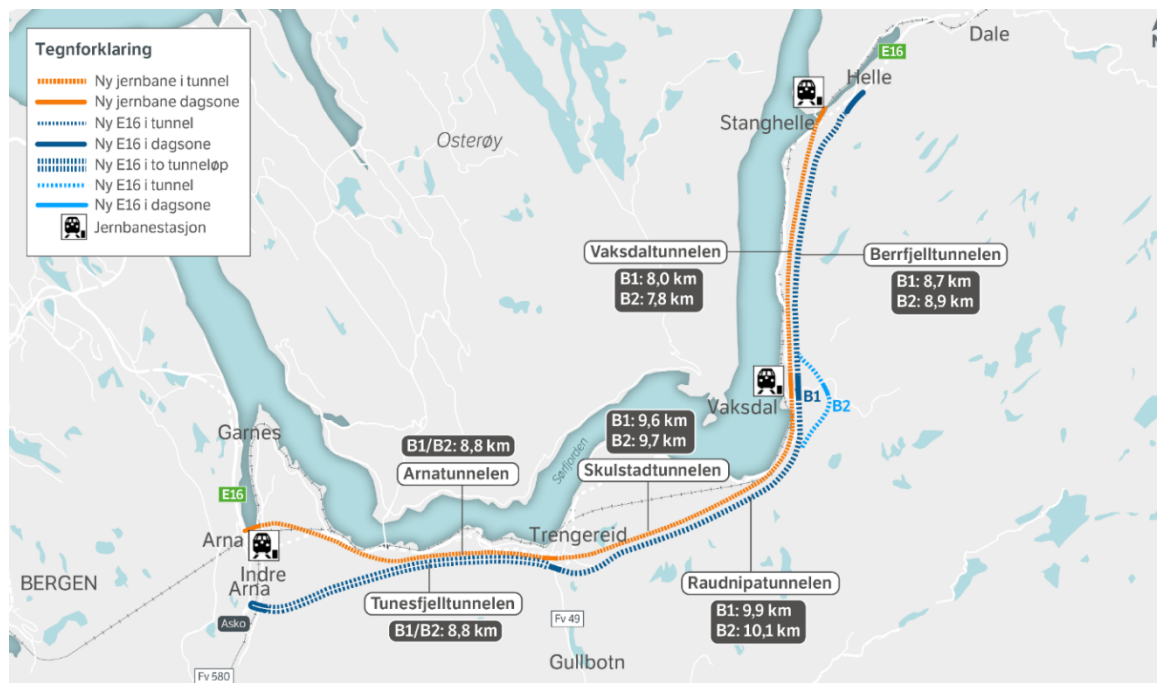 Tegnforklaring
Ny jernbane i tunnel
Ny jernbane dagsone
Ny E16 i tunnel
Ny E16 i dagsone
Ny E16 i to tunneløp
Ny E16 i tunnel
Ny E16 i dagsone
Jernbanestasjon
Dale
E16
Helle
Stanghelle
Osterøy
Vaksdaltunnelen
B1: 8,0 km
B2: 7,8 km
Berrfjelltunnelen
B1: 8,7 km
B2: 8,9 km
Vaksdal
B1
B2
B1: 9,6 km
B2: 9,7 km
Skulstadtunnelen
Garnes
B1/B2: 8,8 km
Arnatunnelen
Sørfjorden
E16
Arna
Trengereid
Indre
Arna
BERGEN
Tunesfjelltunnelen
B1/B2: 8,8 km
Raudnipatunnelen
B1: 9,9 km
B2: 10,1 km
Asko
Fv 49
Gullbotn
Fv 580